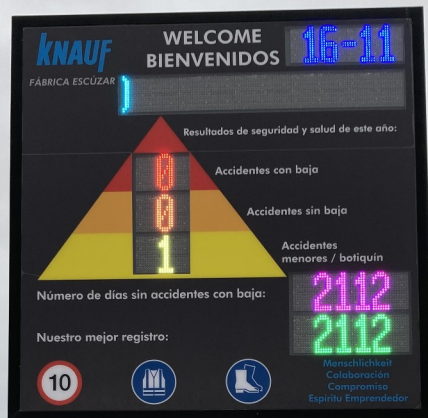 KNAUF
FÁBRICA ESCÚZAR
WELCOME
BIENVENIDOS
16-11
Resultados de seguridad y salud de este año:
0 Accidentes con baja
0 Accidentes sin baja
1 Accidentes
menores / botiquín
Número de días sin accidentes con baja: 2112
Nuestro mejor registro: 2112
10
Menschlichkeit
Colaboración
Compromiso
Espíritu Emprendedor